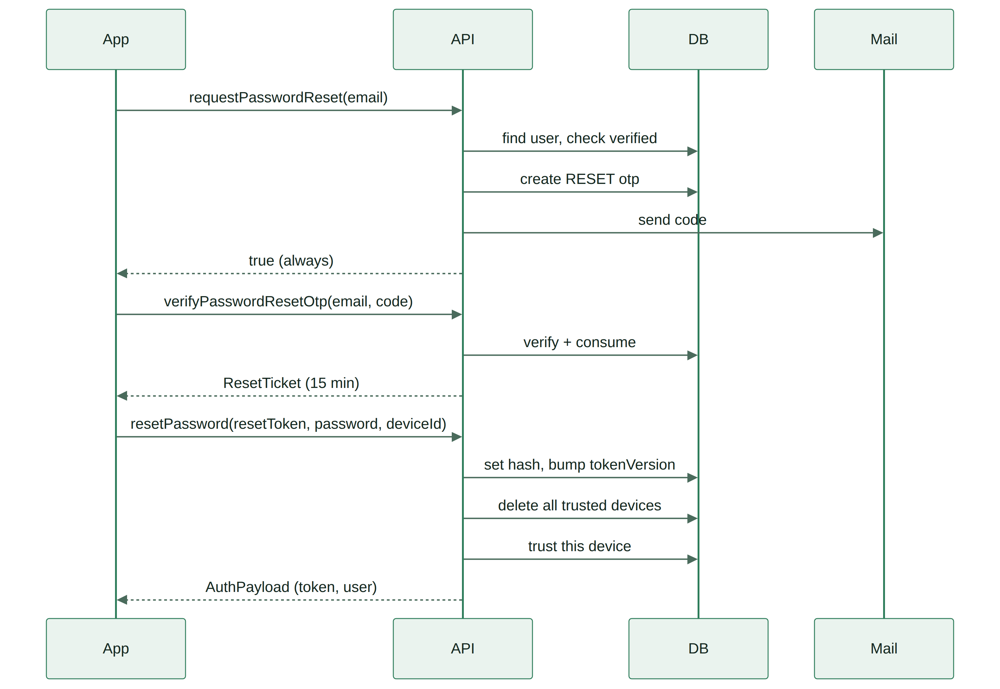 App
API
DB
Mail
requestPasswordReset(email)
find user, check verified
create RESET otp
send code
true (always)
verifyPasswordResetOtp(email, code)
verify + consume
ResetTicket (15 min)
resetPassword(resetToken, password, deviceId)
set hash, bump tokenVersion
delete all trusted devices
trust this device
AuthPayload (token, user)
App
API
DB
Mail